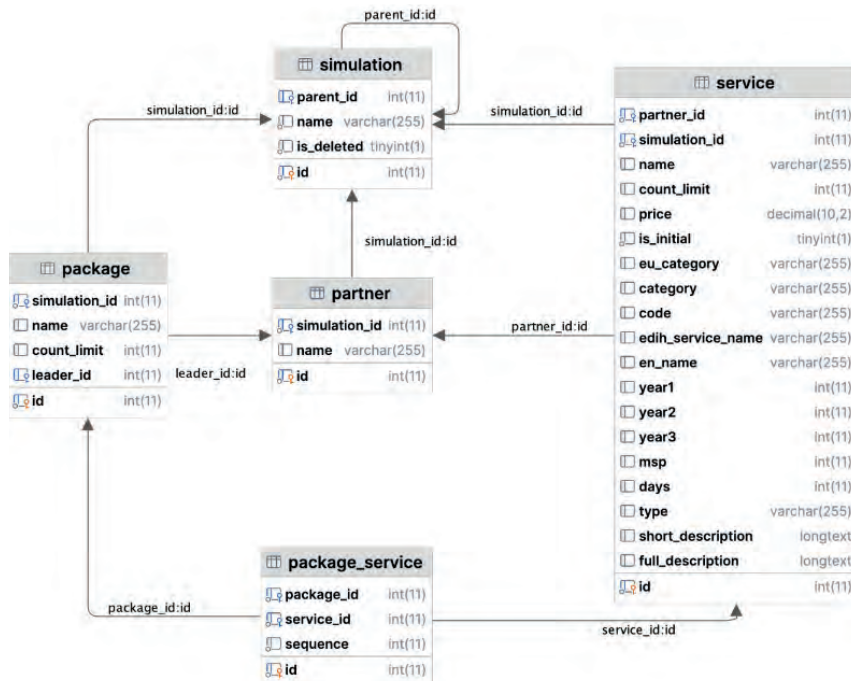 parent_id:id
simulation
parent_id int(11)
name varchar(255)
is_deleted tinyint(1)
id int(11)
simulation_id:id
simulation_id:id
simulation_id:id
service
partner_id int(11)
simulation_id int(11)
name varchar(255)
count_limit int(11)
price decimal(10,2)
is_initial tinyint(1)
eu_category varchar(255)
category varchar(255)
code varchar(255)
edih_service_name varchar(255)
en_name varchar(255)
year1 int(11)
year2 int(11)
year3 int(11)
msp int(11)
days int(11)
type varchar(255)
short_description longtext
full_description longtext
id int(11)
package
simulation_id int(11)
name varchar(255)
count_limit int(11)
leader_id int(11)
id int(11)
leader_id:id
partner
simulation_id int(11)
name varchar(255)
id int(11)
partner_id:id
package_service
package_id int(11)
service_id int(11)
sequence int(11)
id int(11)
package_id:id
service_id:id